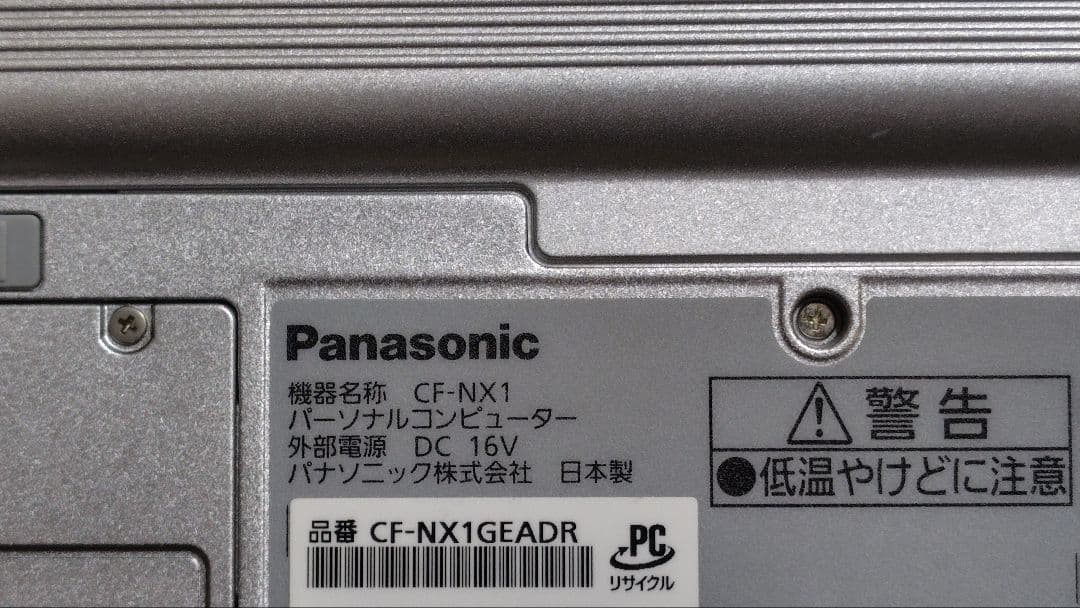 Panasonic
機器名称 CF-NX1
パーソナルコンピューター
外部電源 DC 16V
パナソニック株式会社 日本製
品番 CF-NX1GEADR
PC
リサイクル
警告
●低温やけどに注意